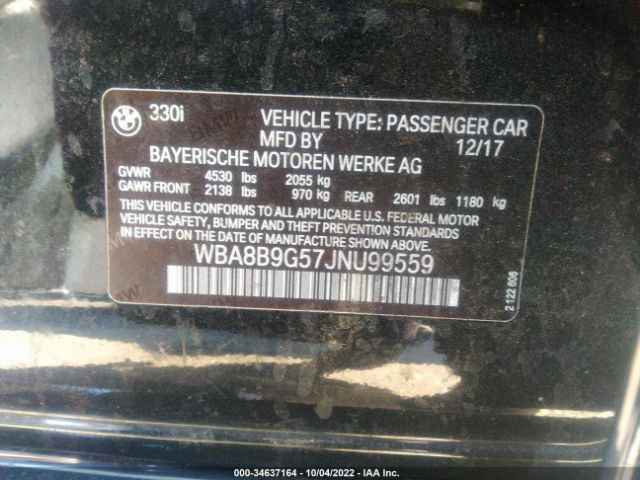 330i VEHICLE TYPE: PASSENGER CAR
MFD BY 12/17
BAYERISCHE MOTOREN WERKE AG
GVWR 4530 lbs 2055 kg
GAWR FRONT 2138 lbs 970 kg REAR 2601 lbs 1180 kg
THIS VEHICLE CONFORMS TO ALL APPLICABLE U.S. FEDERAL MOTOR
VEHICLE SAFETY, BUMPER AND THEFT PREVENTION STANDARDS
IN EFFECT ON THE DATE OF MANUFACTURE SHOWN ABOVE.
WBA8B9G57JNU99559
2 122 606
000-34637164 - 10/04/2022 - IAA Inc.